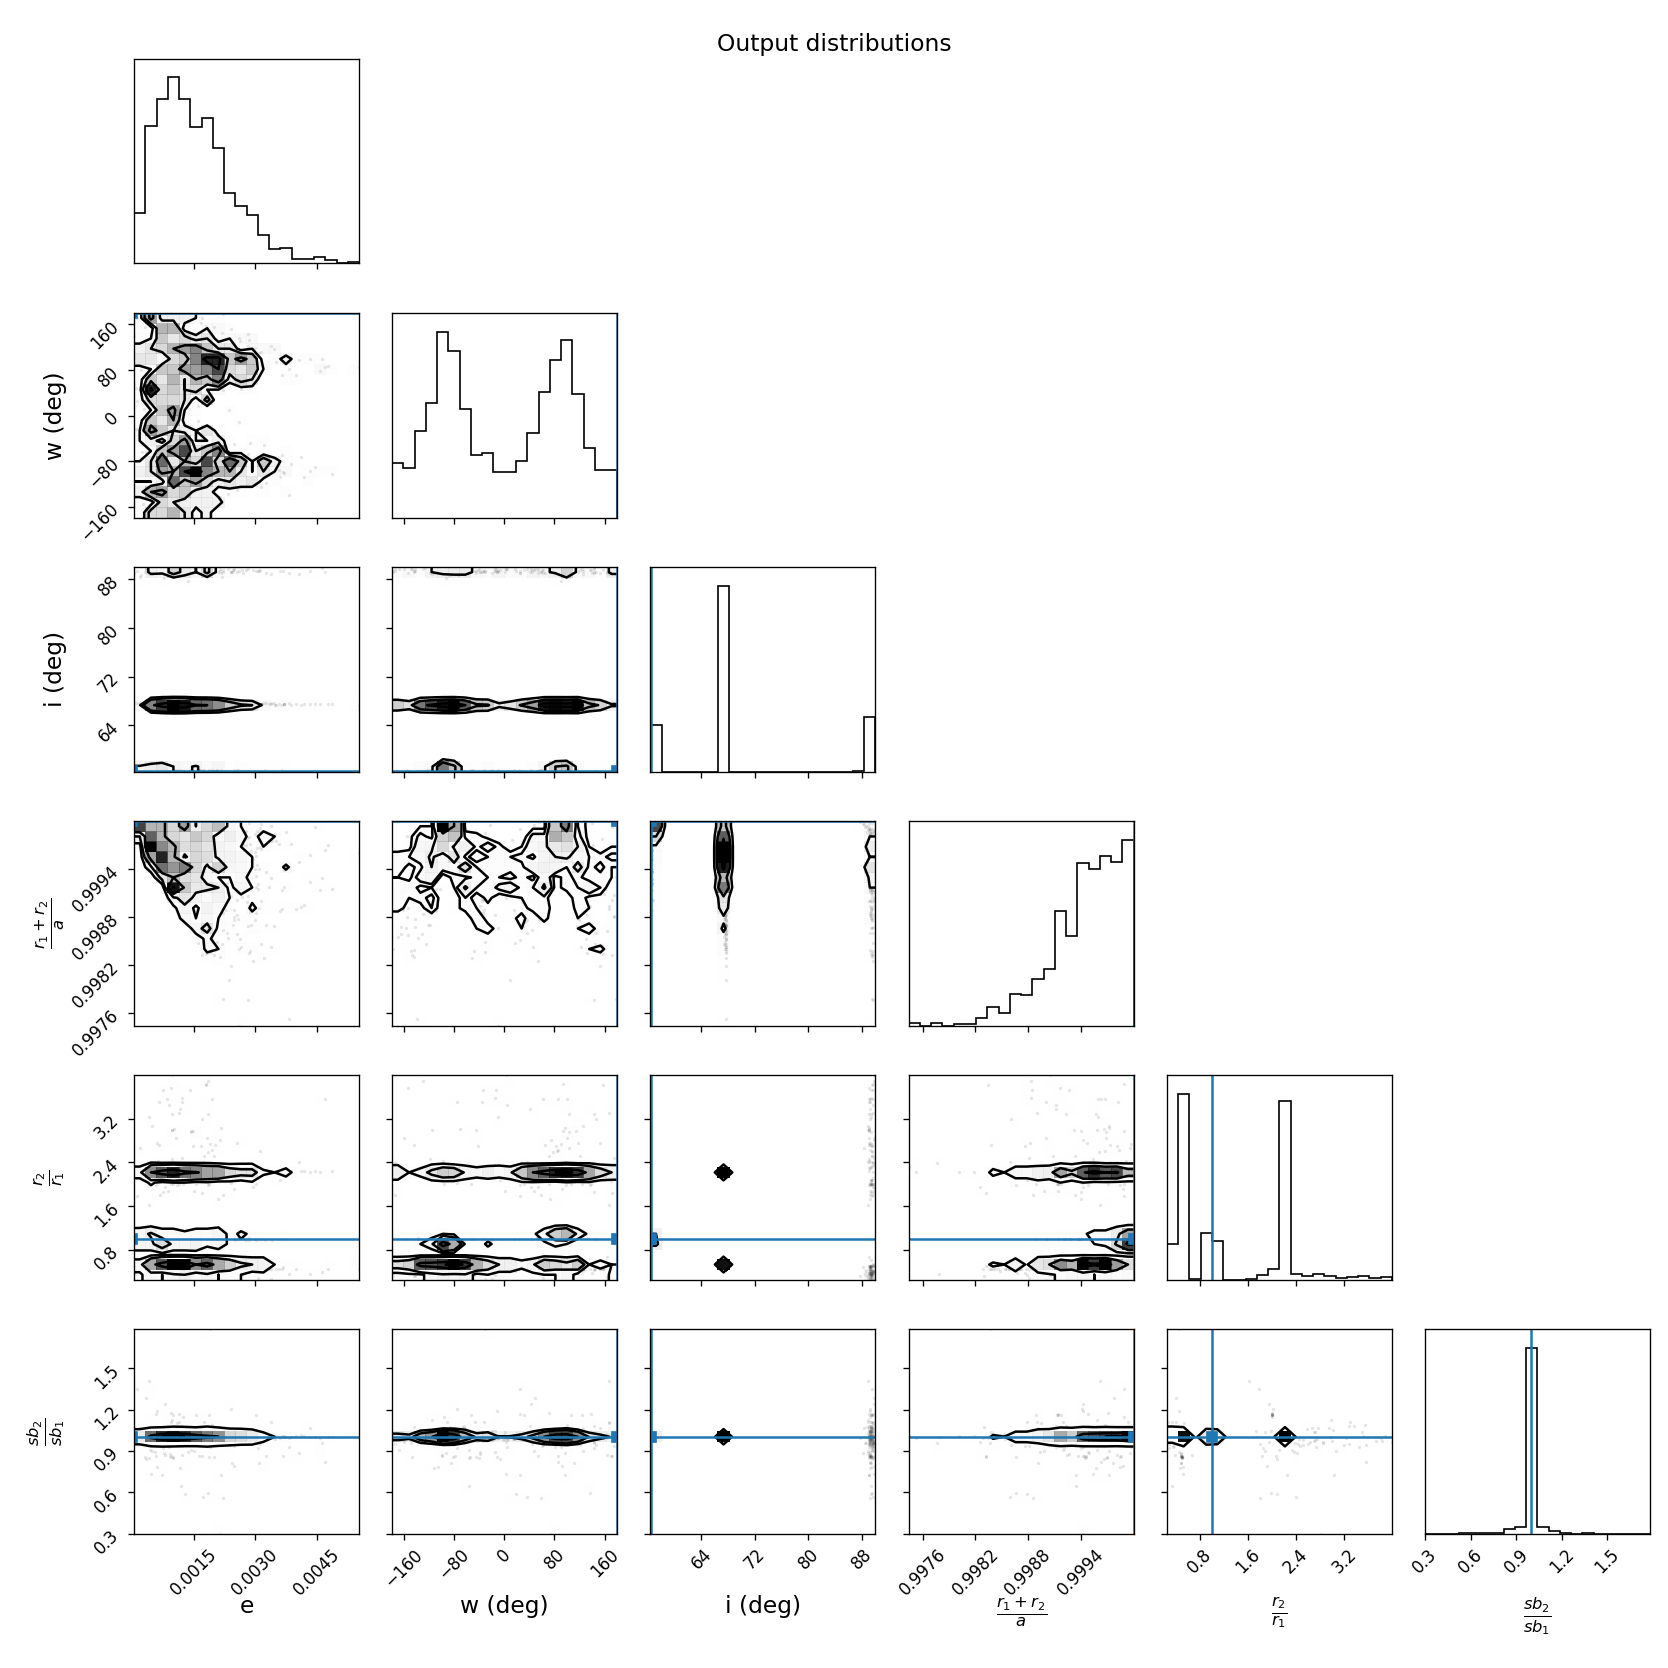 Output distributions
w (deg)
160
80
0
−80
−160
i (deg)
88
80
72
64
r₁ + r₂
a
0.9994
0.9988
0.9982
0.9976
r₂
r₁
3.2
2.4
1.6
0.8
sb₂
sb₁
1.5
1.2
0.9
0.6
0.3
0.0015 0.0030 0.0045
−160 −80 0 80 160
64 72 80 88
0.9976 0.9982 0.9988 0.9994
0.8 1.6 2.4 3.2
0.3 0.6 0.9 1.2 1.5
e
w (deg)
i (deg)
r₁ + r₂
a
r₂
r₁
sb₂
sb₁